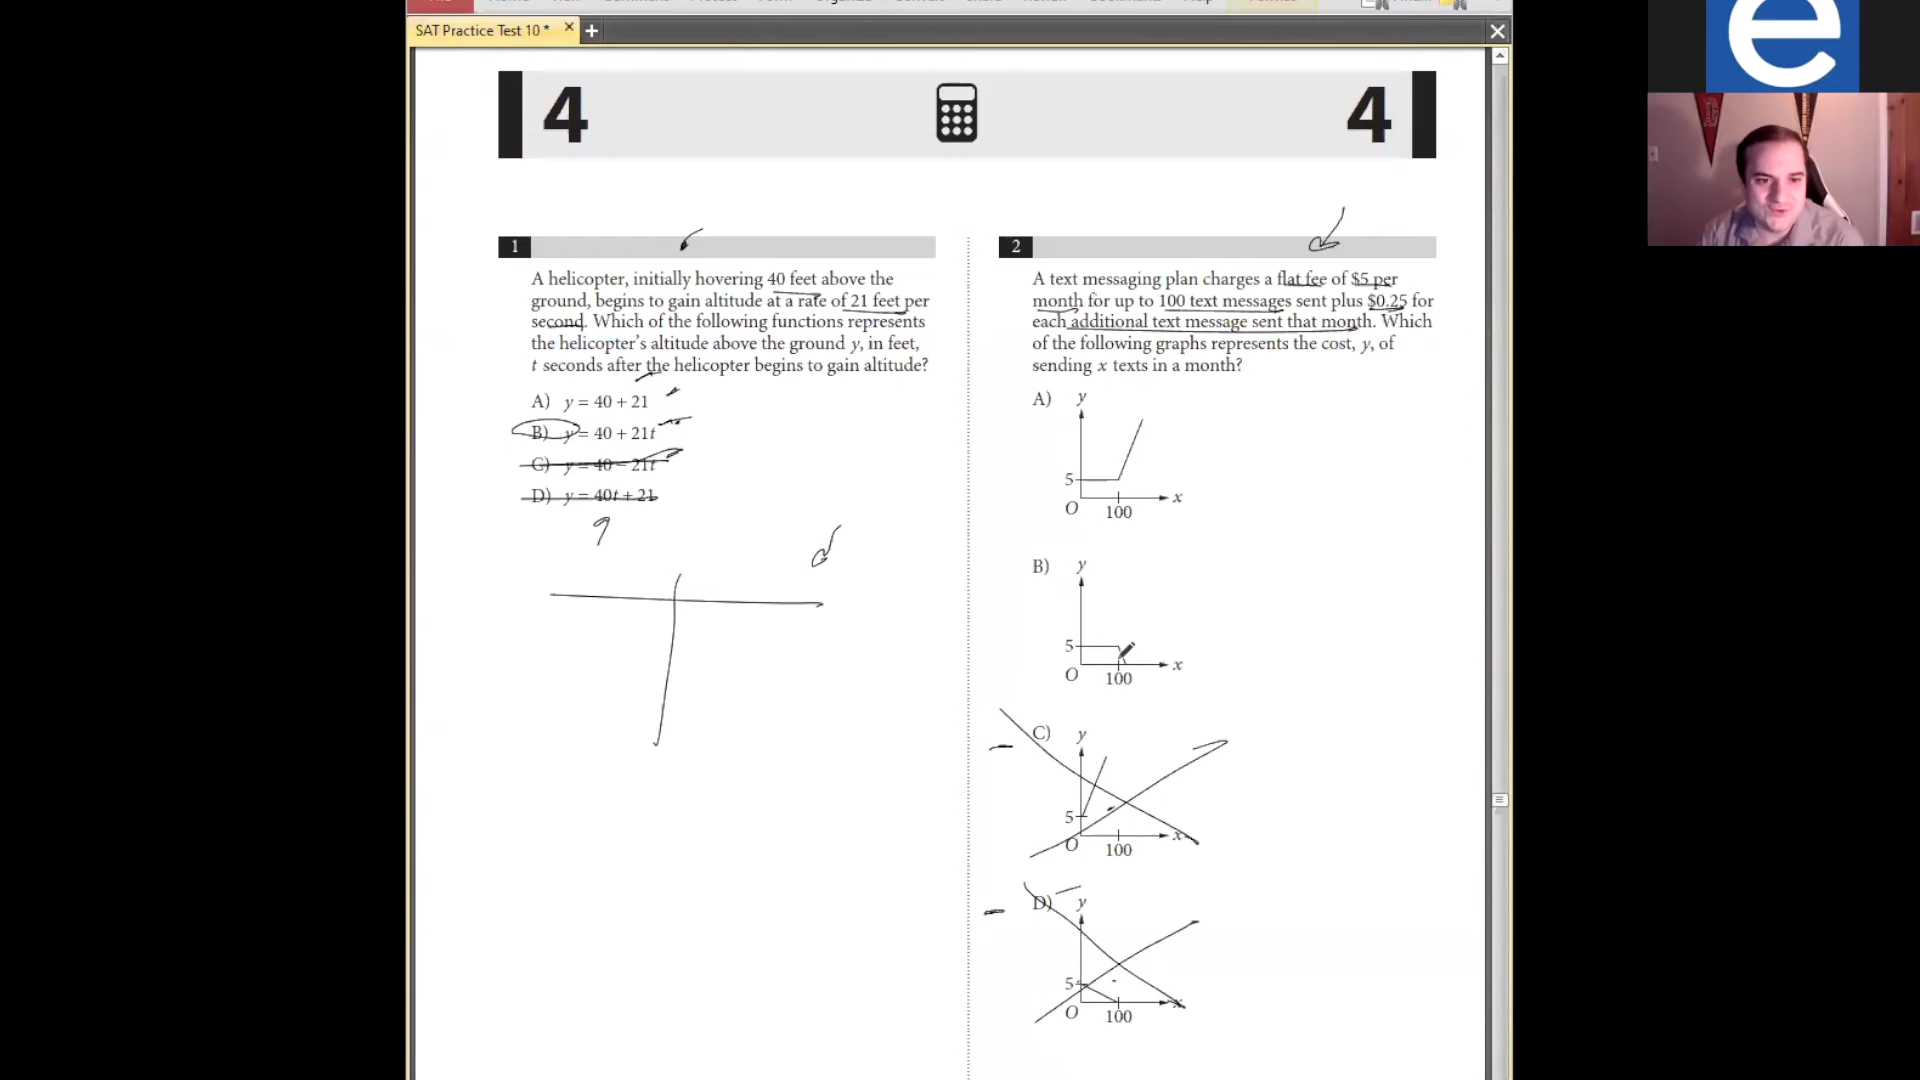 SAT Practice Test 10 *
4
4
1
A helicopter, initially hovering 40 feet above the
ground, begins to gain altitude at a rate of 21 feet per
second. Which of the following functions represents
the helicopter's altitude above the ground y, in feet,
t seconds after the helicopter begins to gain altitude?
A) y = 40 + 21
B) y = 40 + 21t
C) y = 40 − 21t
D) y = 40t + 21
2
A text messaging plan charges a flat fee of $5 per
month for up to 100 text messages sent plus $0.25 for
each additional text message sent that month. Which
of the following graphs represents the cost, y, of
sending x texts in a month?
A) y
5
x
O 100
B) y
5
x
O 100
C) y
5
x
O 100
D) y
5
x
O 100
e